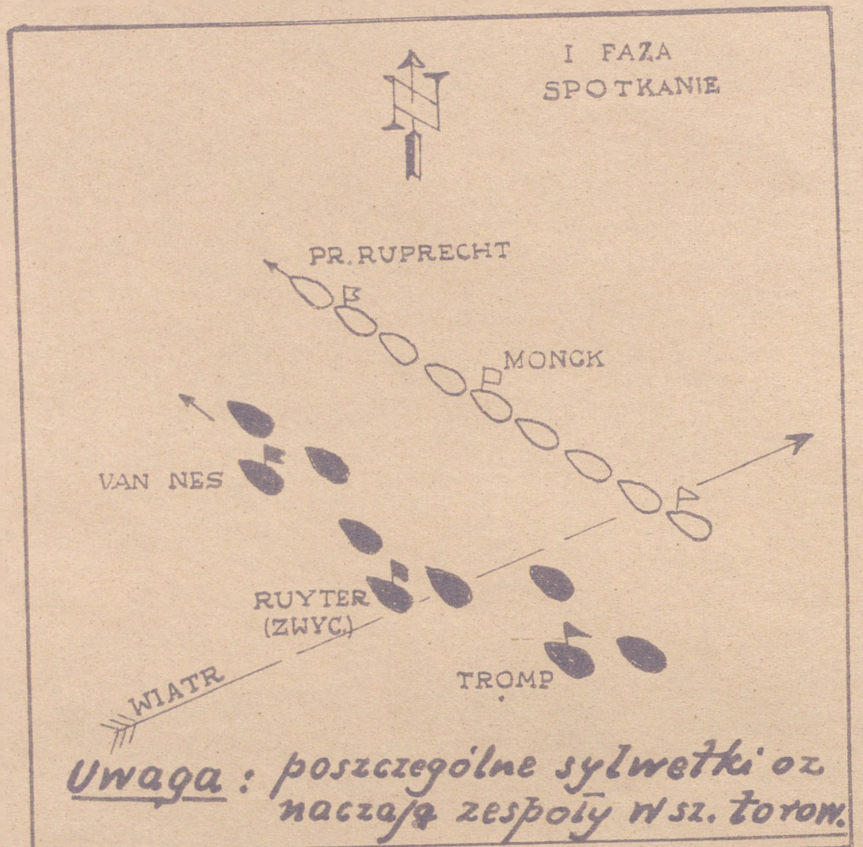 I FAZA
SPOTKANIE
N
PR. RUPRECHT
MONCK
VAN NES
RUYTER
(ZWYC.)
TROMP
WIATR
Uwaga : poszczególne sylwetki oz
naczają zespoły w sz. torow.